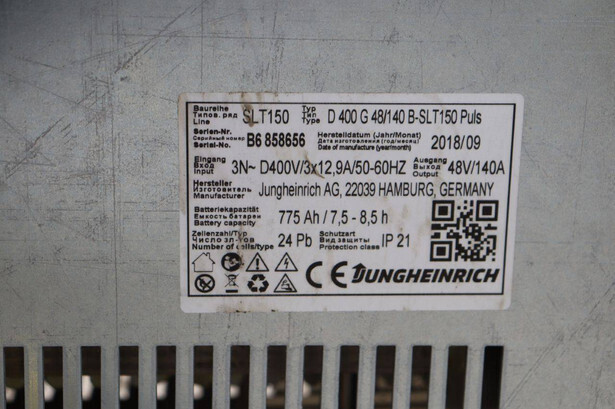 Baureihe
Типов. ряд
Line
SLT150
Typ
Тип
Type
D 400 G 48/140 B-SLT150 Puls
Serien-Nr.
Серийный номер
Serial-No.
B6 858656
Herstelldatum (Jahr/Monat)
Дата изготовления (год/месяц)
Date of manufacture (year/month)
2018/09
Eingang
Вход
Input
3N~ D400V/3x12,9A/50-60HZ
Ausgang
Выход
Output
48V/140A
Hersteller
Изготовитель
Manufacturer
Jungheinrich AG, 22039 HAMBURG, GERMANY
Batteriekapazität
Емкость батареи
Battery capacity
775 Ah / 7,5 - 8,5 h
Zellenzahl/Typ
Число эл-тов
Number of cells/type
24 Pb
Schutzart
Вид защиты
Protection class
IP 21
CE
JUNGHEINRICH